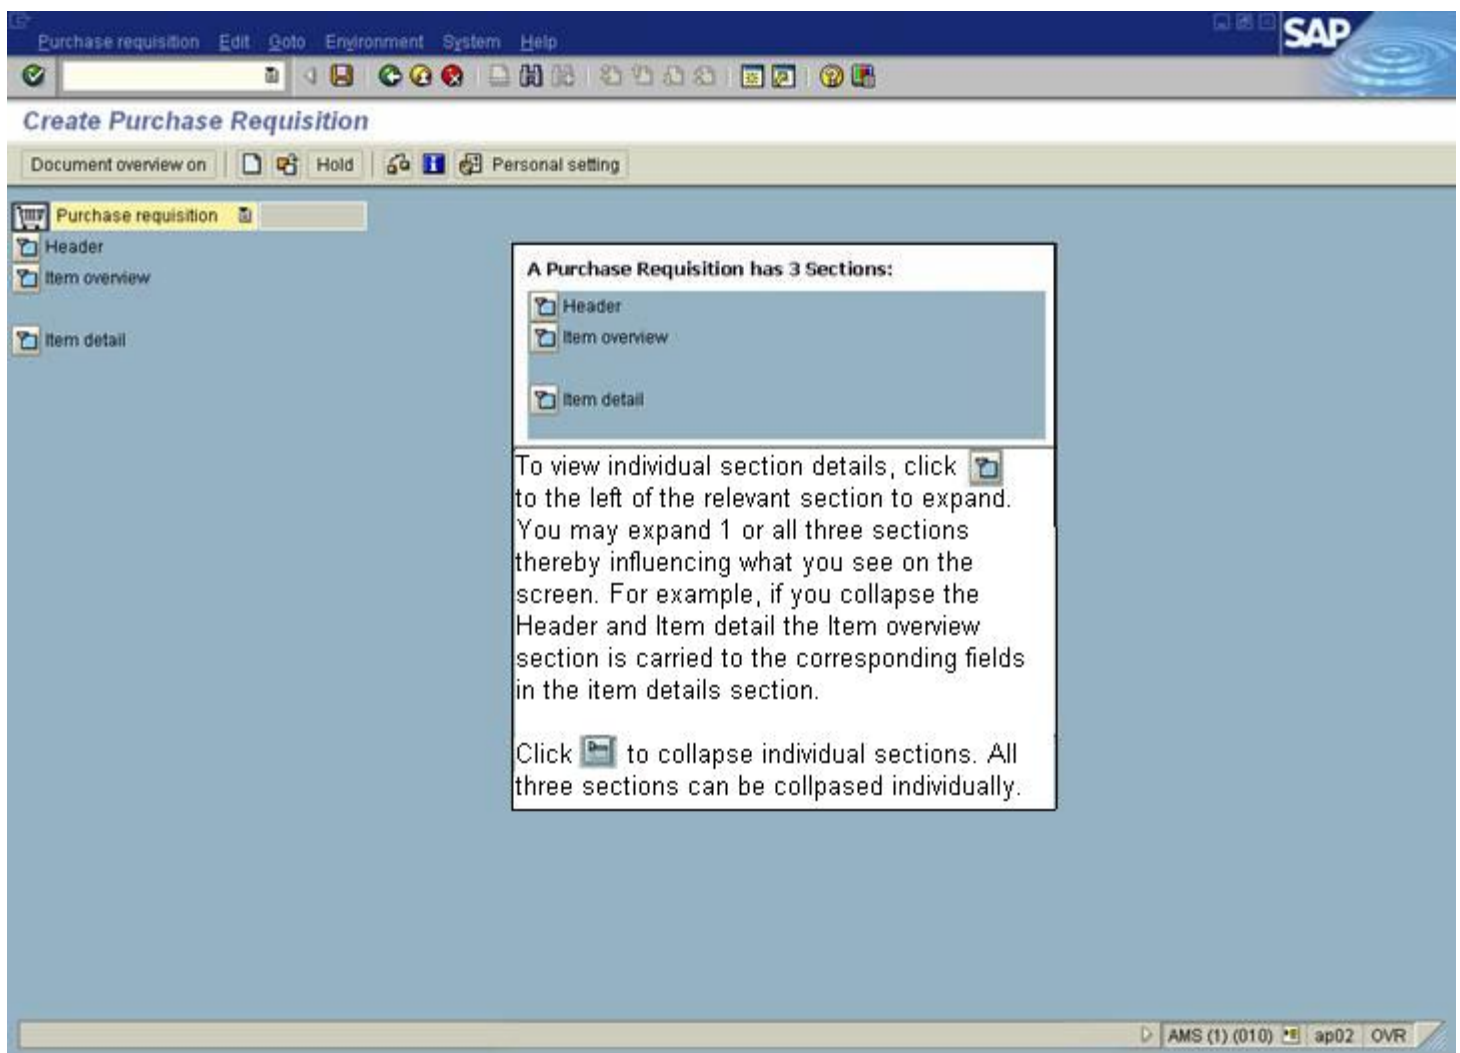 Purchase requisition Edit Goto Environment System Help
SAP
Create Purchase Requisition
Document overview on Hold Personal setting
Purchase requisition
Header
Item overview
Item detail
A Purchase Requisition has 3 Sections:
Header
Item overview
Item detail
To view individual section details, click
to the left of the relevant section to expand.
You may expand 1 or all three sections
thereby influencing what you see on the
screen. For example, if you collapse the
Header and Item detail the Item overview
section is carried to the corresponding fields
in the item details section.
Click to collapse individual sections. All
three sections can be collpased individually.
AMS (1) (010) ap02 OVR